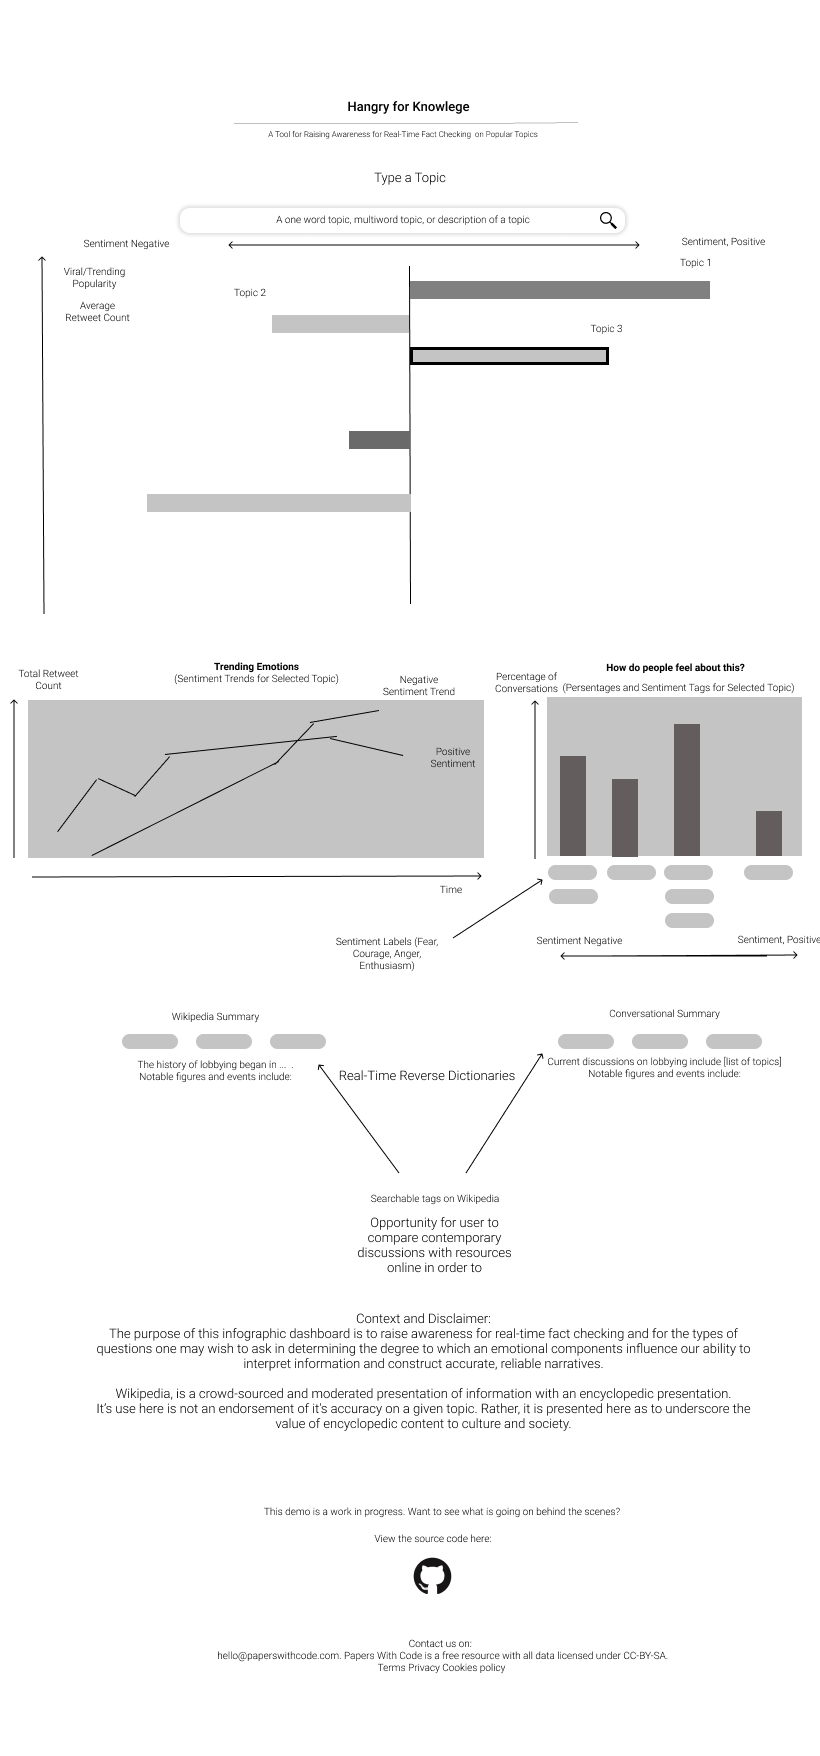 Hangry for Knowlege
A Tool for Raising Awareness for Real-Time Fact Checking on Popular Topics
Type a Topic
A one word topic, multiword topic, or description of a topic
Sentiment Negative
Sentiment, Positive
Viral/Trending
Popularity
Average
Retweet Count
Topic 1
Topic 2
Topic 3
Total Retweet
Count
Trending Emotions
(Sentiment Trends for Selected Topic)
Negative
Sentiment Trend
Positive
Sentiment
Time
Percentage of
Conversations
How do people feel about this?
(Persentages and Sentiment Tags for Selected Topic)
Sentiment Labels (Fear,
Courage, Anger,
Enthusiasm)
Sentiment Negative
Sentiment, Positive
Wikipedia Summary
The history of lobbying began in ... .
Notable figures and events include:
Conversational Summary
Current discussions on lobbying include [list of topics]
Notable figures and events include:
Real-Time Reverse Dictionaries
Searchable tags on Wikipedia
Opportunity for user to
compare contemporary
discussions with resources
online in order to
Context and Disclaimer:
The purpose of this infographic dashboard is to raise awareness for real-time fact checking and for the types of
questions one may wish to ask in determining the degree to which an emotional components influence our ability to
interpret information and construct accurate, reliable narratives.
Wikipedia, is a crowd-sourced and moderated presentation of information with an encyclopedic presentation.
It's use here is not an endorsement of it's accuracy on a given topic. Rather, it is presented here as to underscore the
value of encyclopedic content to culture and society.
This demo is a work in progress. Want to see what is going on behind the scenes?
View the source code here:
Contact us on:
hello@paperswithcode.com. Papers With Code is a free resource with all data licensed under CC-BY-SA.
Terms Privacy Cookies policy